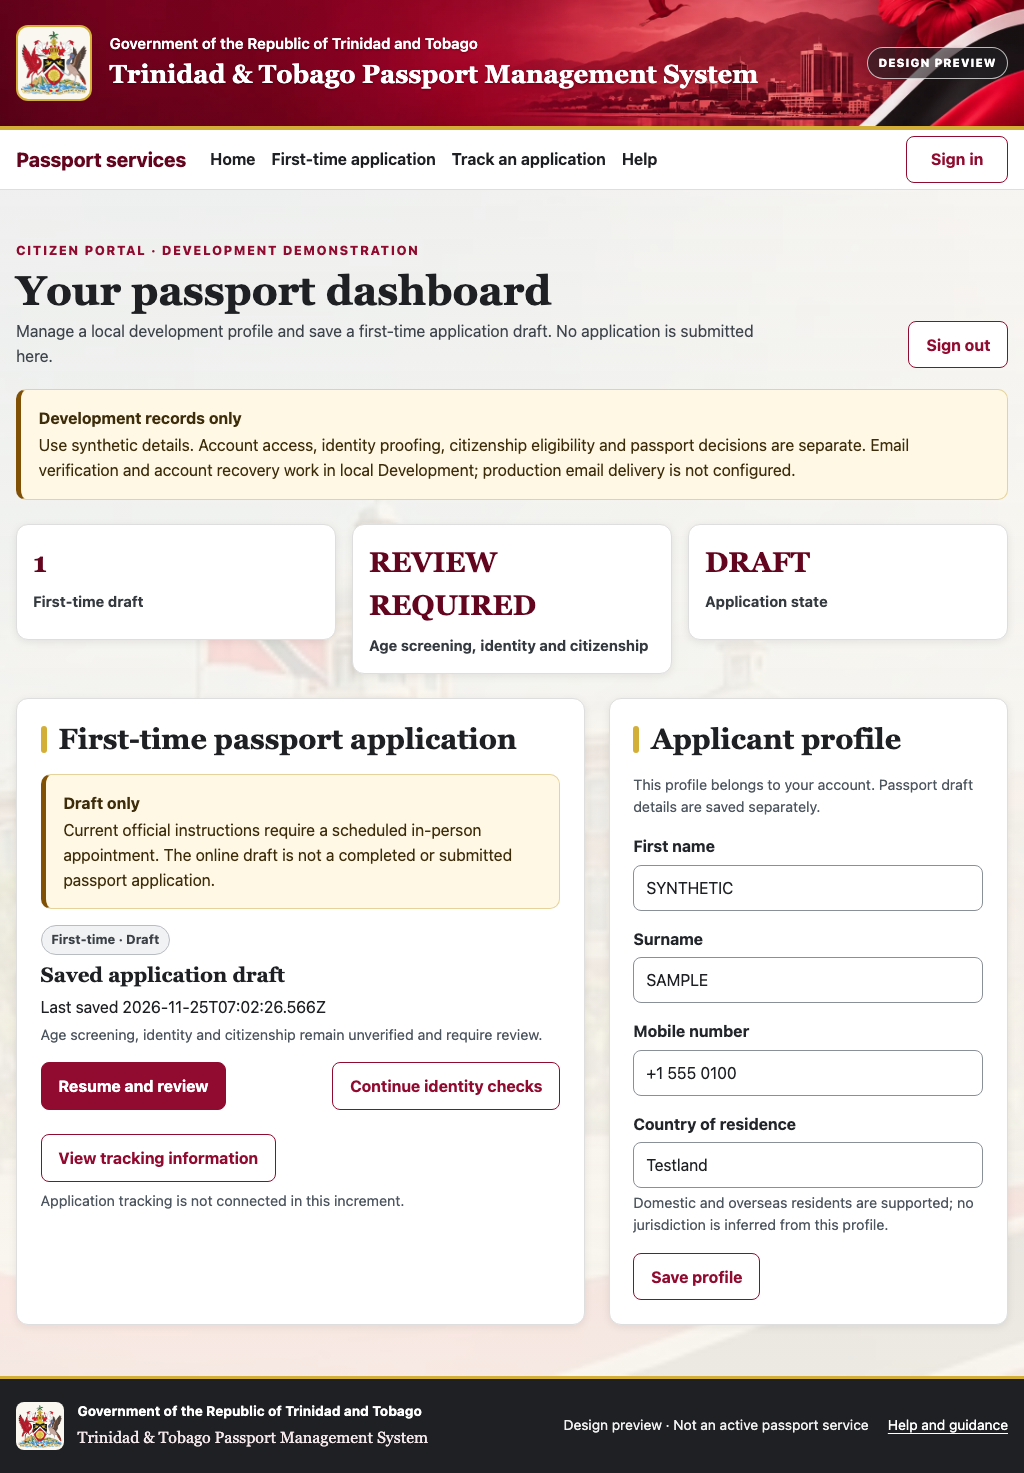 Government of the Republic of Trinidad and Tobago
Trinidad & Tobago Passport Management System
DESIGN PREVIEW
Passport services
Home
First-time application
Track an application
Help
Sign in
CITIZEN PORTAL · DEVELOPMENT DEMONSTRATION
Your passport dashboard
Manage a local development profile and save a first-time application draft. No application is submitted
here.
Sign out
Development records only
Use synthetic details. Account access, identity proofing, citizenship eligibility and passport decisions are separate. Email
verification and account recovery work in local Development; production email delivery is not configured.
1
First-time draft
REVIEW
REQUIRED
Age screening, identity and citizenship
DRAFT
Application state
First-time passport application
Draft only
Current official instructions require a scheduled in-person
appointment. The online draft is not a completed or submitted
passport application.
First-time · Draft
Saved application draft
Last saved 2026-11-25T07:02:26.566Z
Age screening, identity and citizenship remain unverified and require review.
Resume and review
Continue identity checks
View tracking information
Application tracking is not connected in this increment.
Applicant profile
This profile belongs to your account. Passport draft
details are saved separately.
First name
SYNTHETIC
Surname
SAMPLE
Mobile number
+1 555 0100
Country of residence
Testland
Domestic and overseas residents are supported; no
jurisdiction is inferred from this profile.
Save profile
Government of the Republic of Trinidad and Tobago
Trinidad & Tobago Passport Management System
Design preview · Not an active passport service
Help and guidance